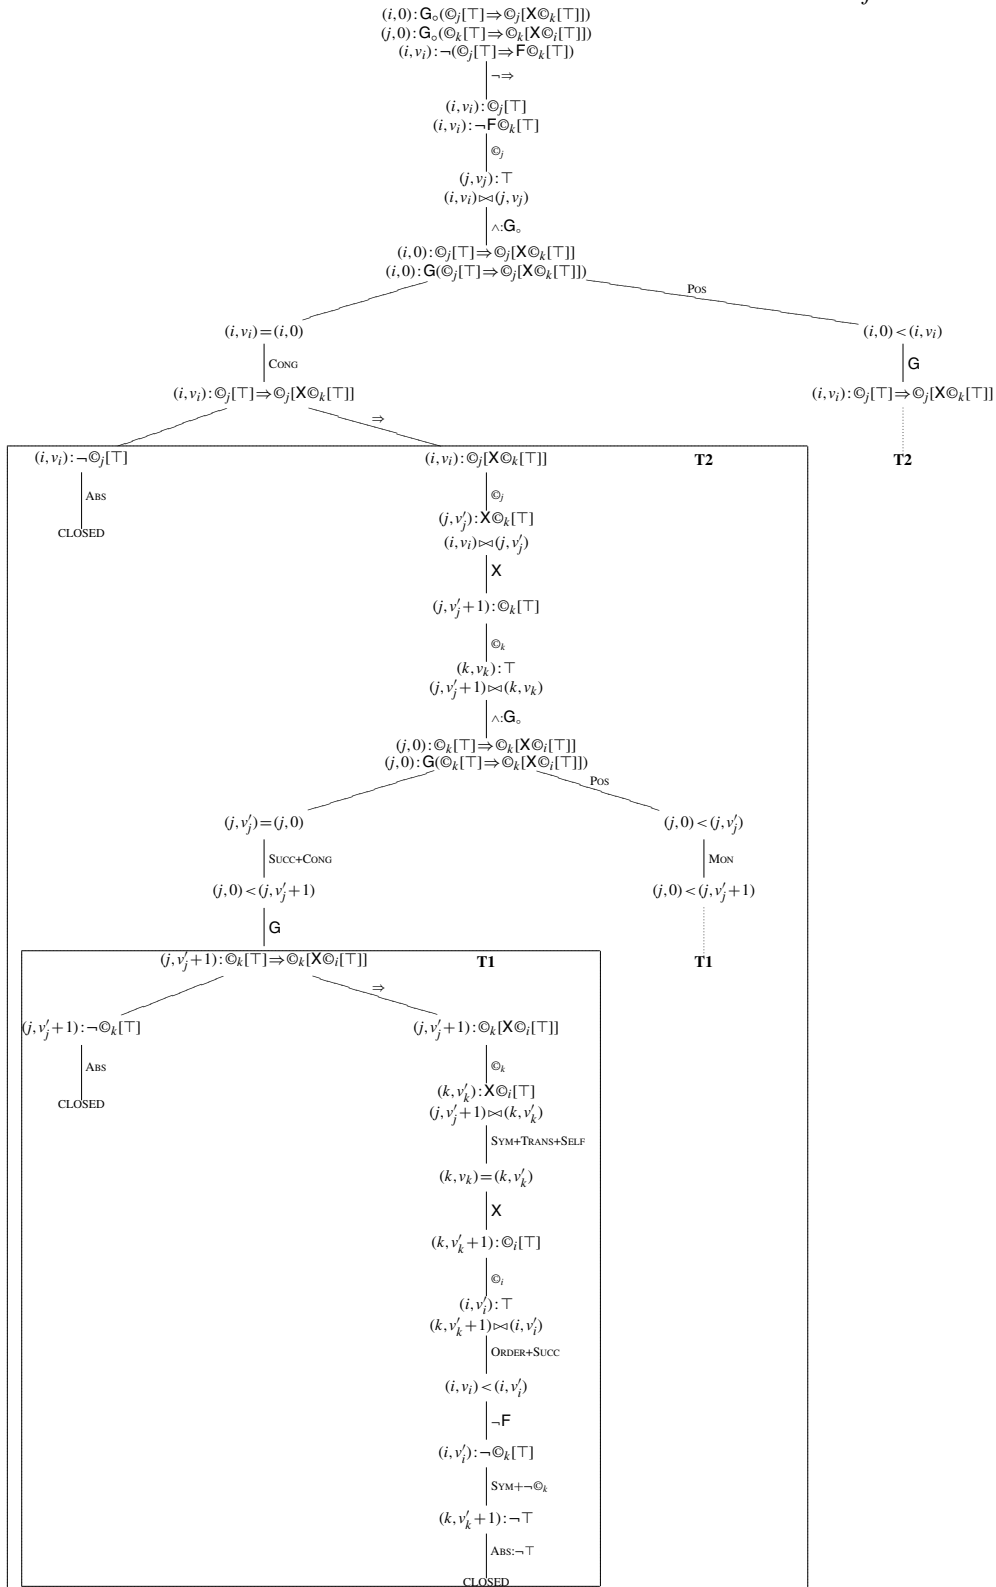 j
(i,0):G∘(©j[⊤]⇒©j[X©k[⊤]])
(j,0):G∘(©k[⊤]⇒©k[X©i[⊤]])
(i,vi):¬(©j[⊤]⇒F©k[⊤])
¬⇒
(i,vi):©j[⊤]
(i,vi):¬F©k[⊤]
©j
(j,vj):⊤
(i,vi)⋈(j,vj)
∧:G∘
(i,0):©j[⊤]⇒©j[X©k[⊤]]
(i,0):G(©j[⊤]⇒©j[X©k[⊤]])
POS
(i,vi)=(i,0) (i,0)<(i,vi)
CONG G
(i,vi):©j[⊤]⇒©j[X©k[⊤]] (i,vi):©j[⊤]⇒©j[X©k[⊤]]
⇒
(i,vi):¬©j[⊤] (i,vi):©j[X©k[⊤]] T2 T2
ABS ©j
CLOSED (j,v′j):X©k[⊤]
(i,vi)⋈(j,v′j)
X
(j,v′j+1):©k[⊤]
©k
(k,vk):⊤
(j,v′j+1)⋈(k,vk)
∧:G∘
(j,0):©k[⊤]⇒©k[X©i[⊤]]
(j,0):G(©k[⊤]⇒©k[X©i[⊤]])
POS
(j,v′j)=(j,0) (j,0)<(j,v′j)
SUCC+CONG MON
(j,0)<(j,v′j+1) (j,0)<(j,v′j+1)
G
(j,v′j+1):©k[⊤]⇒©k[X©i[⊤]] T1 T1
⇒
(j,v′j+1):¬©k[⊤] (j,v′j+1):©k[X©i[⊤]]
ABS ©k
CLOSED (k,v′k):X©i[⊤]
(j,v′j+1)⋈(k,v′k)
SYM+TRANS+SELF
(k,vk)=(k,v′k)
X
(k,v′k+1):©i[⊤]
©i
(i,v′i):⊤
(k,v′k+1)⋈(i,v′i)
ORDER+SUCC
(i,vi)<(i,v′i)
¬F
(i,v′i):¬©k[⊤]
SYM+¬©k
(k,v′k+1):¬⊤
ABS:¬⊤
CLOSED